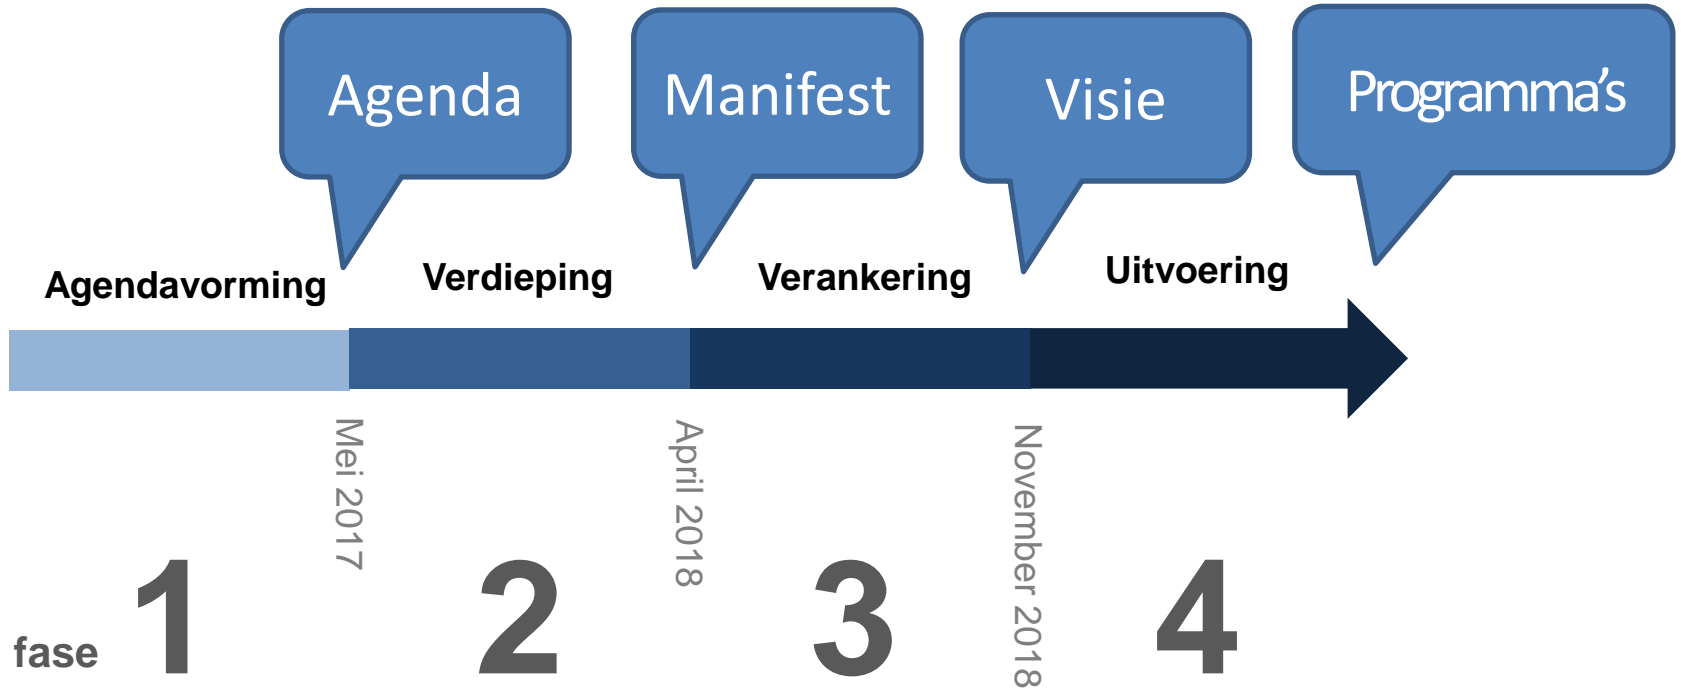 Agenda
Manifest
Visie
Programma's
Agendavorming
Verdieping
Verankering
Uitvoering
Mei 2017
April 2018
November 2018
fase
1
2
3
4